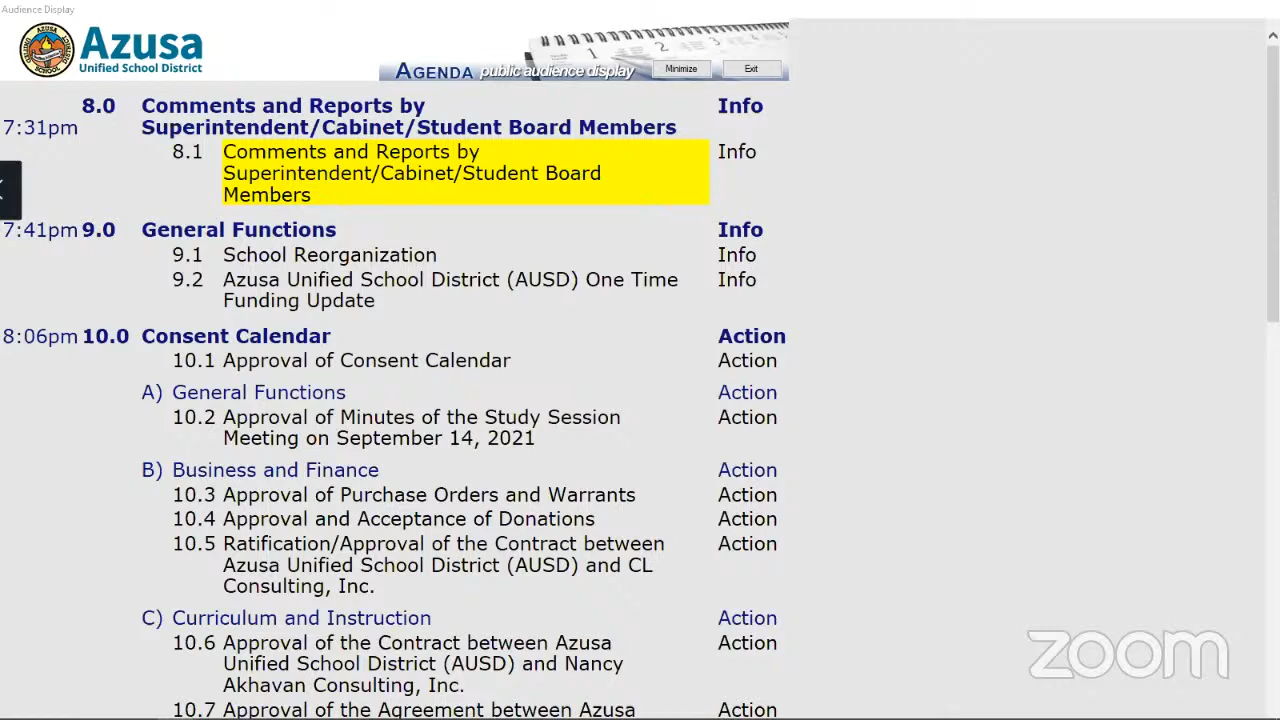 Audience Display
Azusa
Unified School District
AGENDA public audience display
Minimize
Exit
8.0 Comments and Reports by Info
7:31pm Superintendent/Cabinet/Student Board Members
8.1 Comments and Reports by Info
Superintendent/Cabinet/Student Board
Members
7:41pm 9.0 General Functions Info
9.1 School Reorganization Info
9.2 Azusa Unified School District (AUSD) One Time Info
Funding Update
8:06pm 10.0 Consent Calendar Action
10.1 Approval of Consent Calendar Action
A) General Functions Action
10.2 Approval of Minutes of the Study Session Action
Meeting on September 14, 2021
B) Business and Finance Action
10.3 Approval of Purchase Orders and Warrants Action
10.4 Approval and Acceptance of Donations Action
10.5 Ratification/Approval of the Contract between Action
Azusa Unified School District (AUSD) and CL
Consulting, Inc.
C) Curriculum and Instruction Action
10.6 Approval of the Contract between Azusa Action
Unified School District (AUSD) and Nancy
Akhavan Consulting, Inc.
10.7 Approval of the Agreement between Azusa Action
zoom